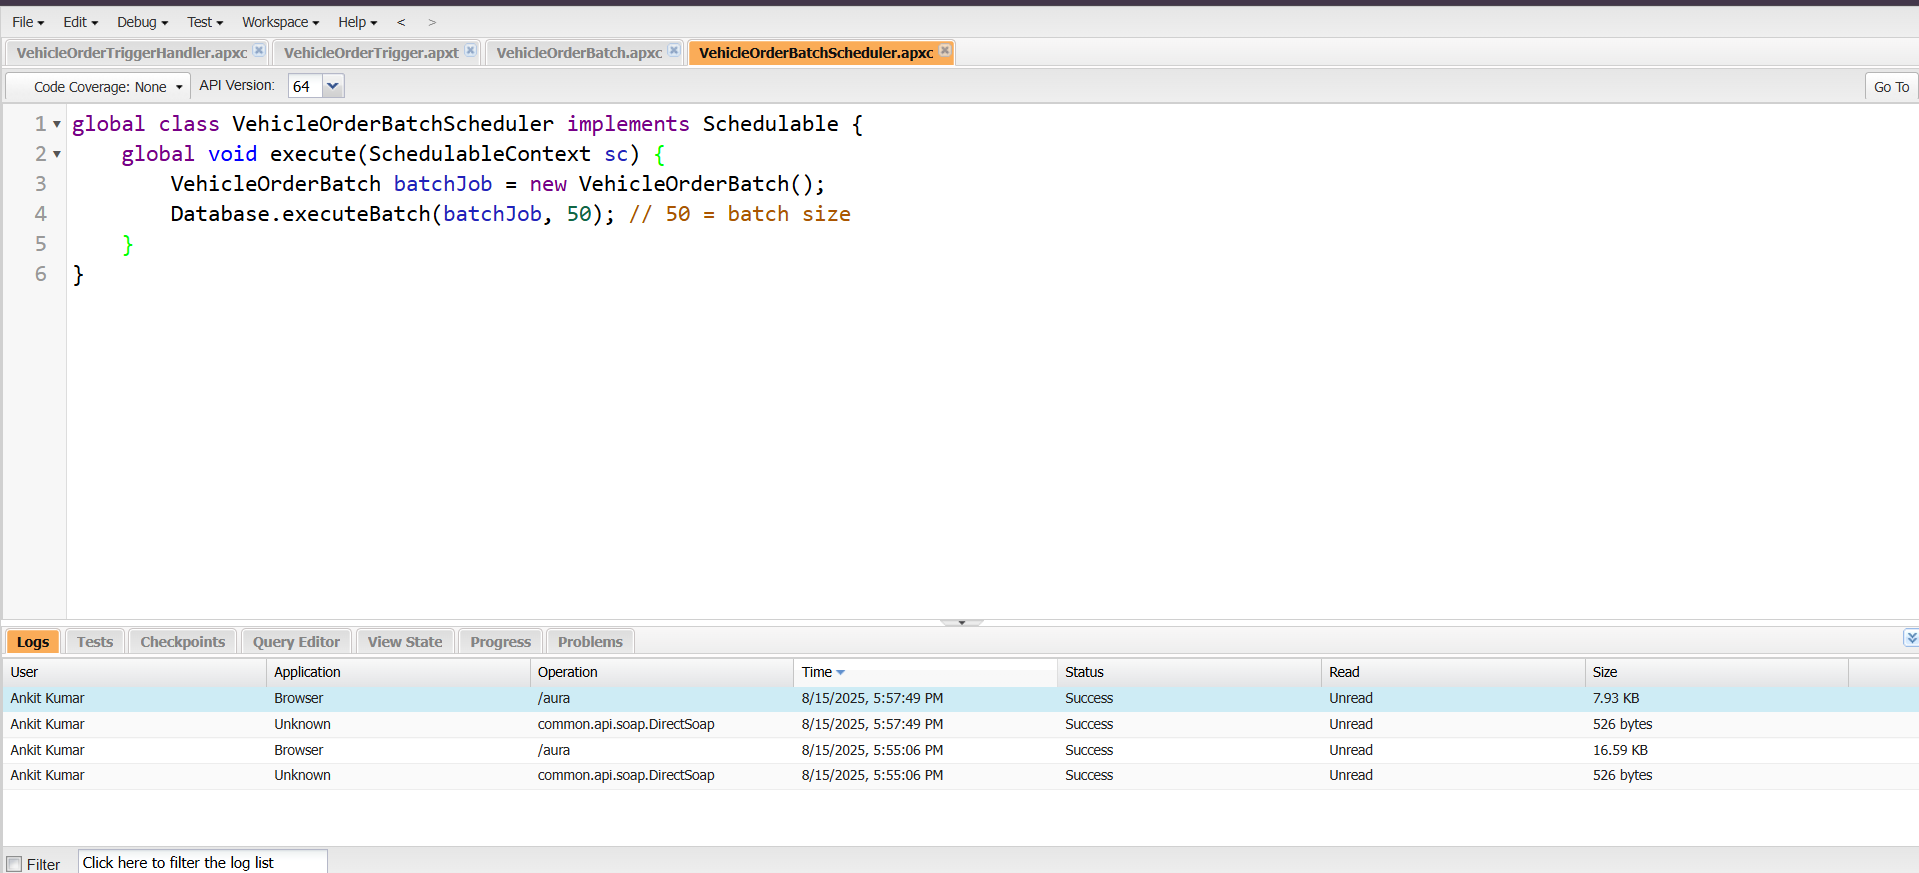 File Edit Debug Test Workspace Help < >
VehicleOrderTriggerHandler.apxc VehicleOrderTrigger.apxt VehicleOrderBatch.apxc VehicleOrderBatchScheduler.apxc
Code Coverage: None API Version: 64 Go To
1 global class VehicleOrderBatchScheduler implements Schedulable {
2 global void execute(SchedulableContext sc) {
3 VehicleOrderBatch batchJob = new VehicleOrderBatch();
4 Database.executeBatch(batchJob, 50); // 50 = batch size
5 }
6 }
Logs Tests Checkpoints Query Editor View State Progress Problems
User Application Operation Time Status Read Size
Ankit Kumar Browser /aura 8/15/2025, 5:57:49 PM Success Unread 7.93 KB
Ankit Kumar Unknown common.api.soap.DirectSoap 8/15/2025, 5:57:49 PM Success Unread 526 bytes
Ankit Kumar Browser /aura 8/15/2025, 5:55:06 PM Success Unread 16.59 KB
Ankit Kumar Unknown common.api.soap.DirectSoap 8/15/2025, 5:55:06 PM Success Unread 526 bytes
Filter Click here to filter the log list